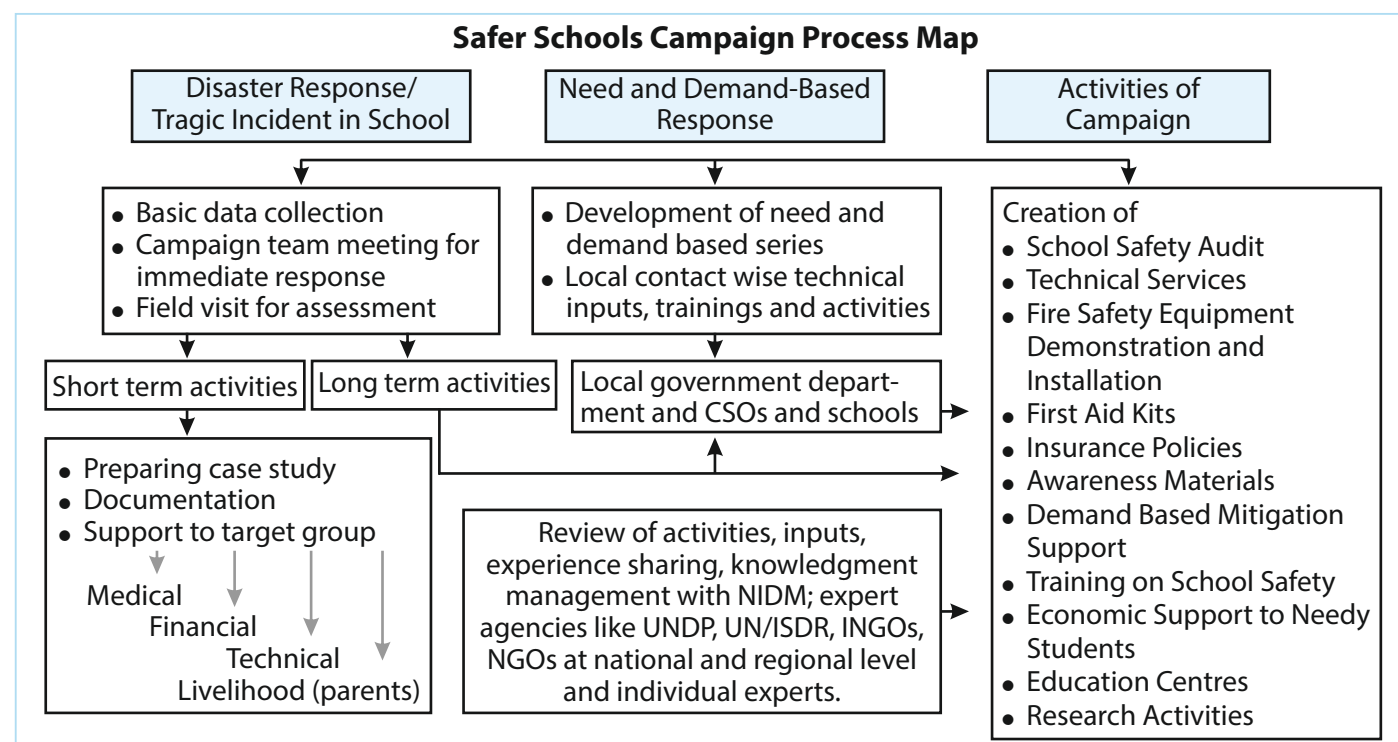 Safer Schools Campaign Process Map
Disaster Response/
Tragic Incident in School
Need and Demand-Based
Response
Activities of
Campaign
• Basic data collection
• Campaign team meeting for
immediate response
• Field visit for assessment
• Development of need and
demand based series
• Local contact wise technical
inputs, trainings and activities
Short term activities
Long term activities
Local government depart-
ment and CSOs and schools
• Preparing case study
• Documentation
• Support to target group
Medical
Financial
Technical
Livelihood (parents)
Review of activities, inputs,
experience sharing, knowledgment
management with NIDM; expert
agencies like UNDP, UN/ISDR, INGOs,
NGOs at national and regional level
and individual experts.
Creation of
• School Safety Audit
• Technical Services
• Fire Safety Equipment
Demonstration and
Installation
• First Aid Kits
• Insurance Policies
• Awareness Materials
• Demand Based Mitigation
Support
• Training on School Safety
• Economic Support to Needy
Students
• Education Centres
• Research Activities